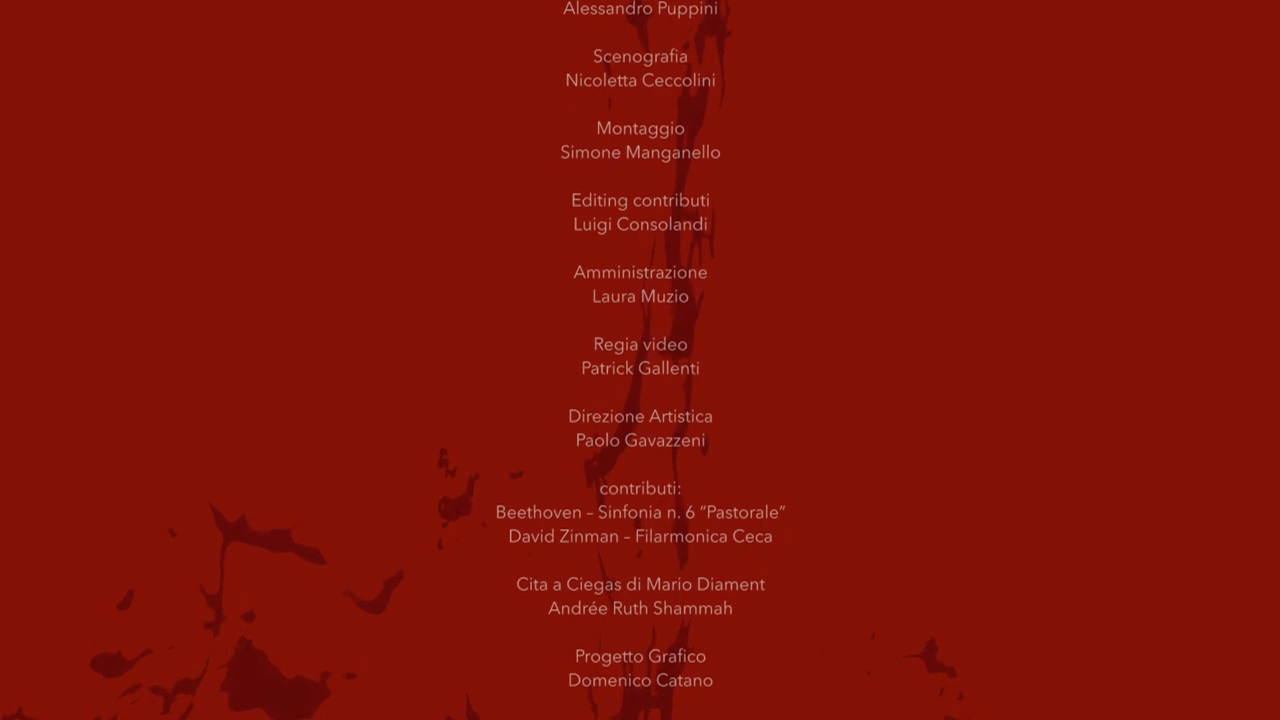 Alessandro Puppini
Scenografia
Nicoletta Ceccolini
Montaggio
Simone Manganello
Editing contributi
Luigi Consolandi
Amministrazione
Laura Muzio
Regia video
Patrick Gallenti
Direzione Artistica
Paolo Gavazzeni
contributi:
Beethoven – Sinfonia n. 6 “Pastorale”
David Zinman – Filarmonica Ceca
Cita a Ciegas di Mario Diament
Andrée Ruth Shammah
Progetto Grafico
Domenico Catano